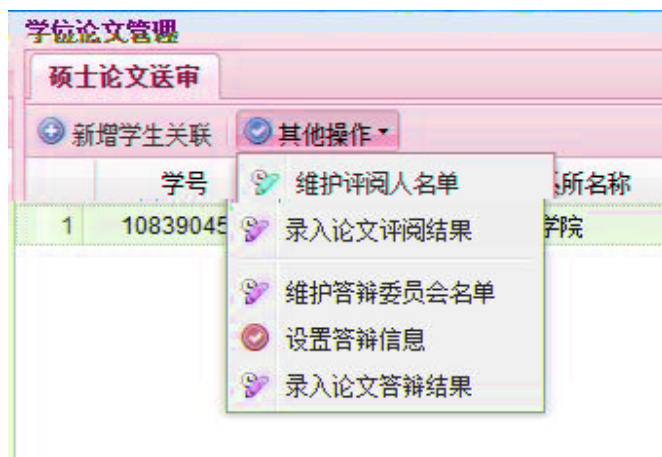 学位论文管理
硕士论文送审
新增学生关联 其他操作
学号 所名称
1 10839045 学院
维护评阅人名单
录入论文评阅结果
维护答辩委员会名单
设置答辩信息
录入论文答辩结果